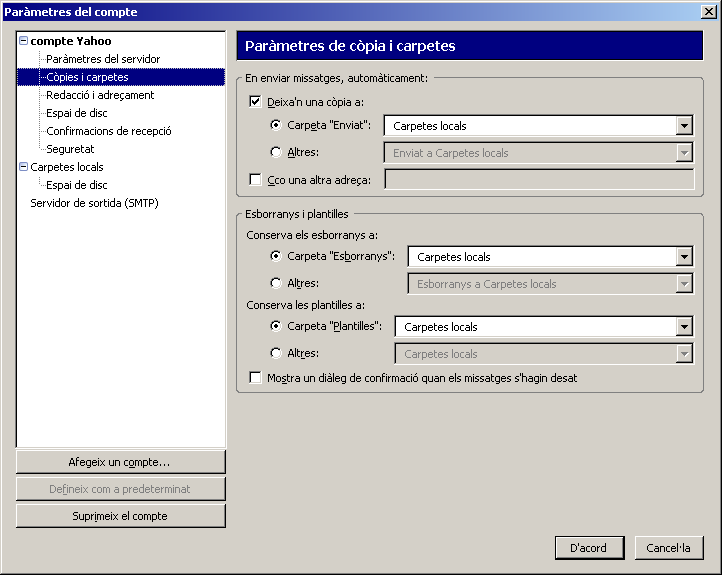 Paràmetres del compte
compte Yahoo
Paràmetres del servidor
Còpies i carpetes
Redacció i adreçament
Espai de disc
Confirmacions de recepció
Seguretat
Carpetes locals
Espai de disc
Servidor de sortida (SMTP)
Afegeix un compte...
Defineix com a predeterminat
Suprimeix el compte
Paràmetres de còpia i carpetes
En enviar missatges, automàticament:
Deixa'n una còpia a:
Carpeta "Enviat": Carpetes locals
Altres: Enviat a Carpetes locals
Cco una altra adreça:
Esborranys i plantilles
Conserva els esborranys a:
Carpeta "Esborranys": Carpetes locals
Altres: Esborranys a Carpetes locals
Conserva les plantilles a:
Carpeta "Plantilles": Carpetes locals
Altres: Carpetes locals
Mostra un diàleg de confirmació quan els missatges s'hagin desat
D'acord Cancel·la